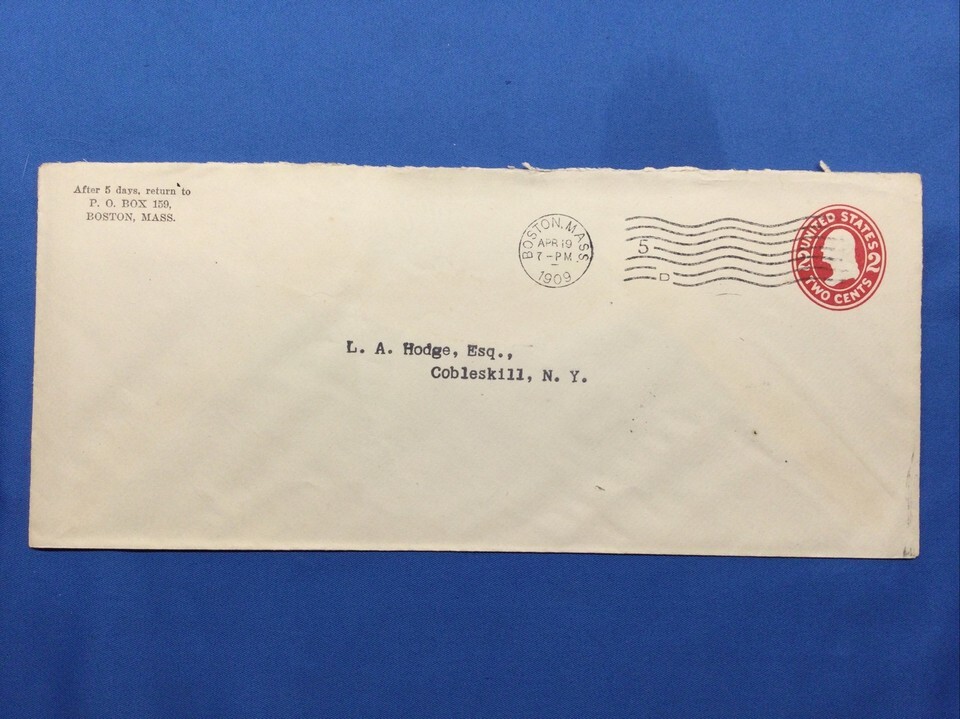 After 5 days, return to
P. O. BOX 159,
BOSTON, MASS.
BOSTON, MASS.
APR 19
7-PM
1909
5
D
UNITED STATES
2 2
TWO CENTS
L. A. Hodge, Esq.,
Cobleskill, N. Y.